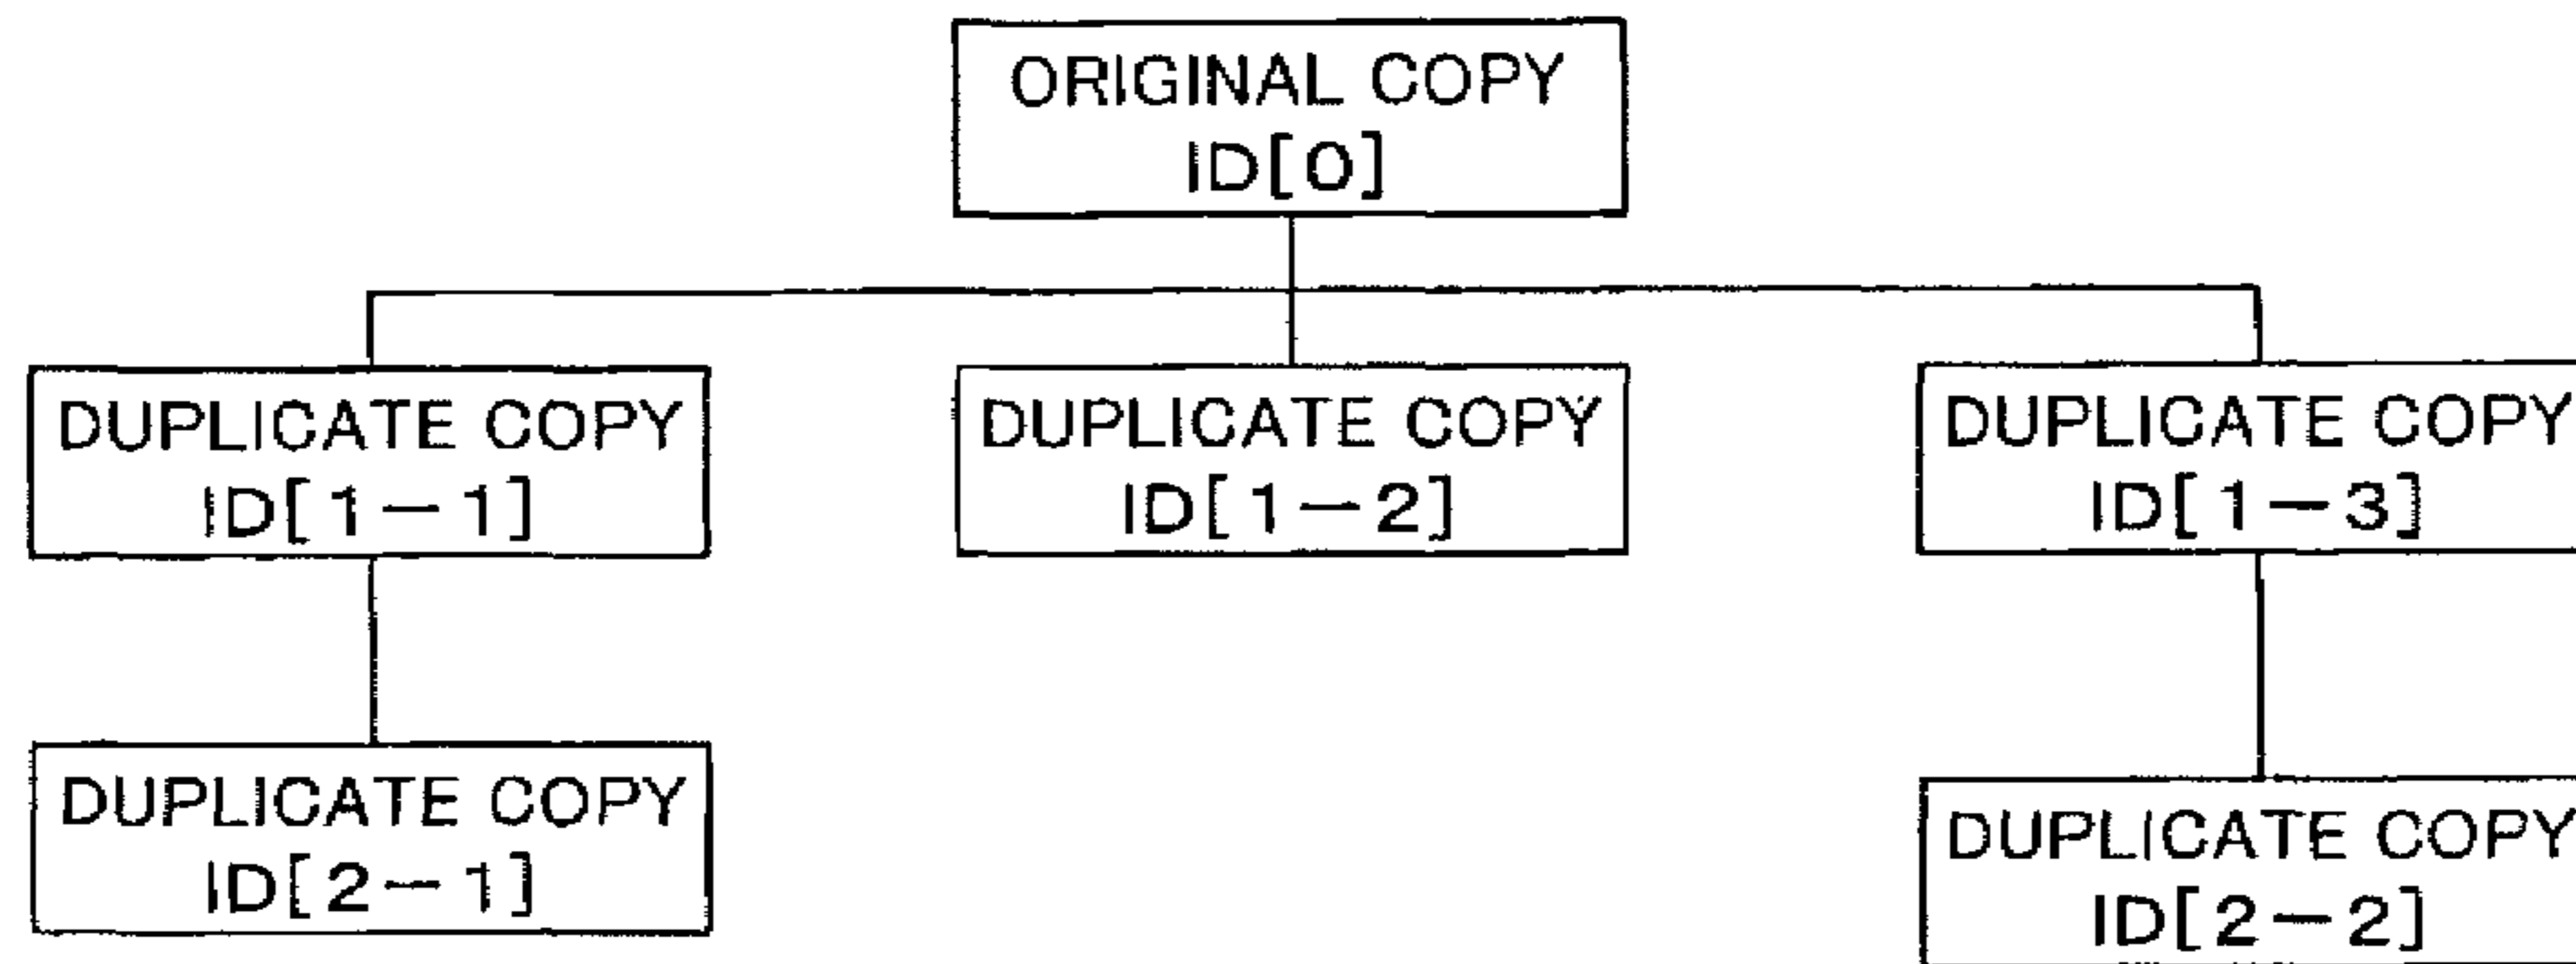 ORIGINAL COPY
ID[0]
DUPLICATE COPY
ID[1-1]
DUPLICATE COPY
ID[1-2]
DUPLICATE COPY
ID[1-3]
DUPLICATE COPY
ID[2-1]
DUPLICATE COPY
ID[2-2]